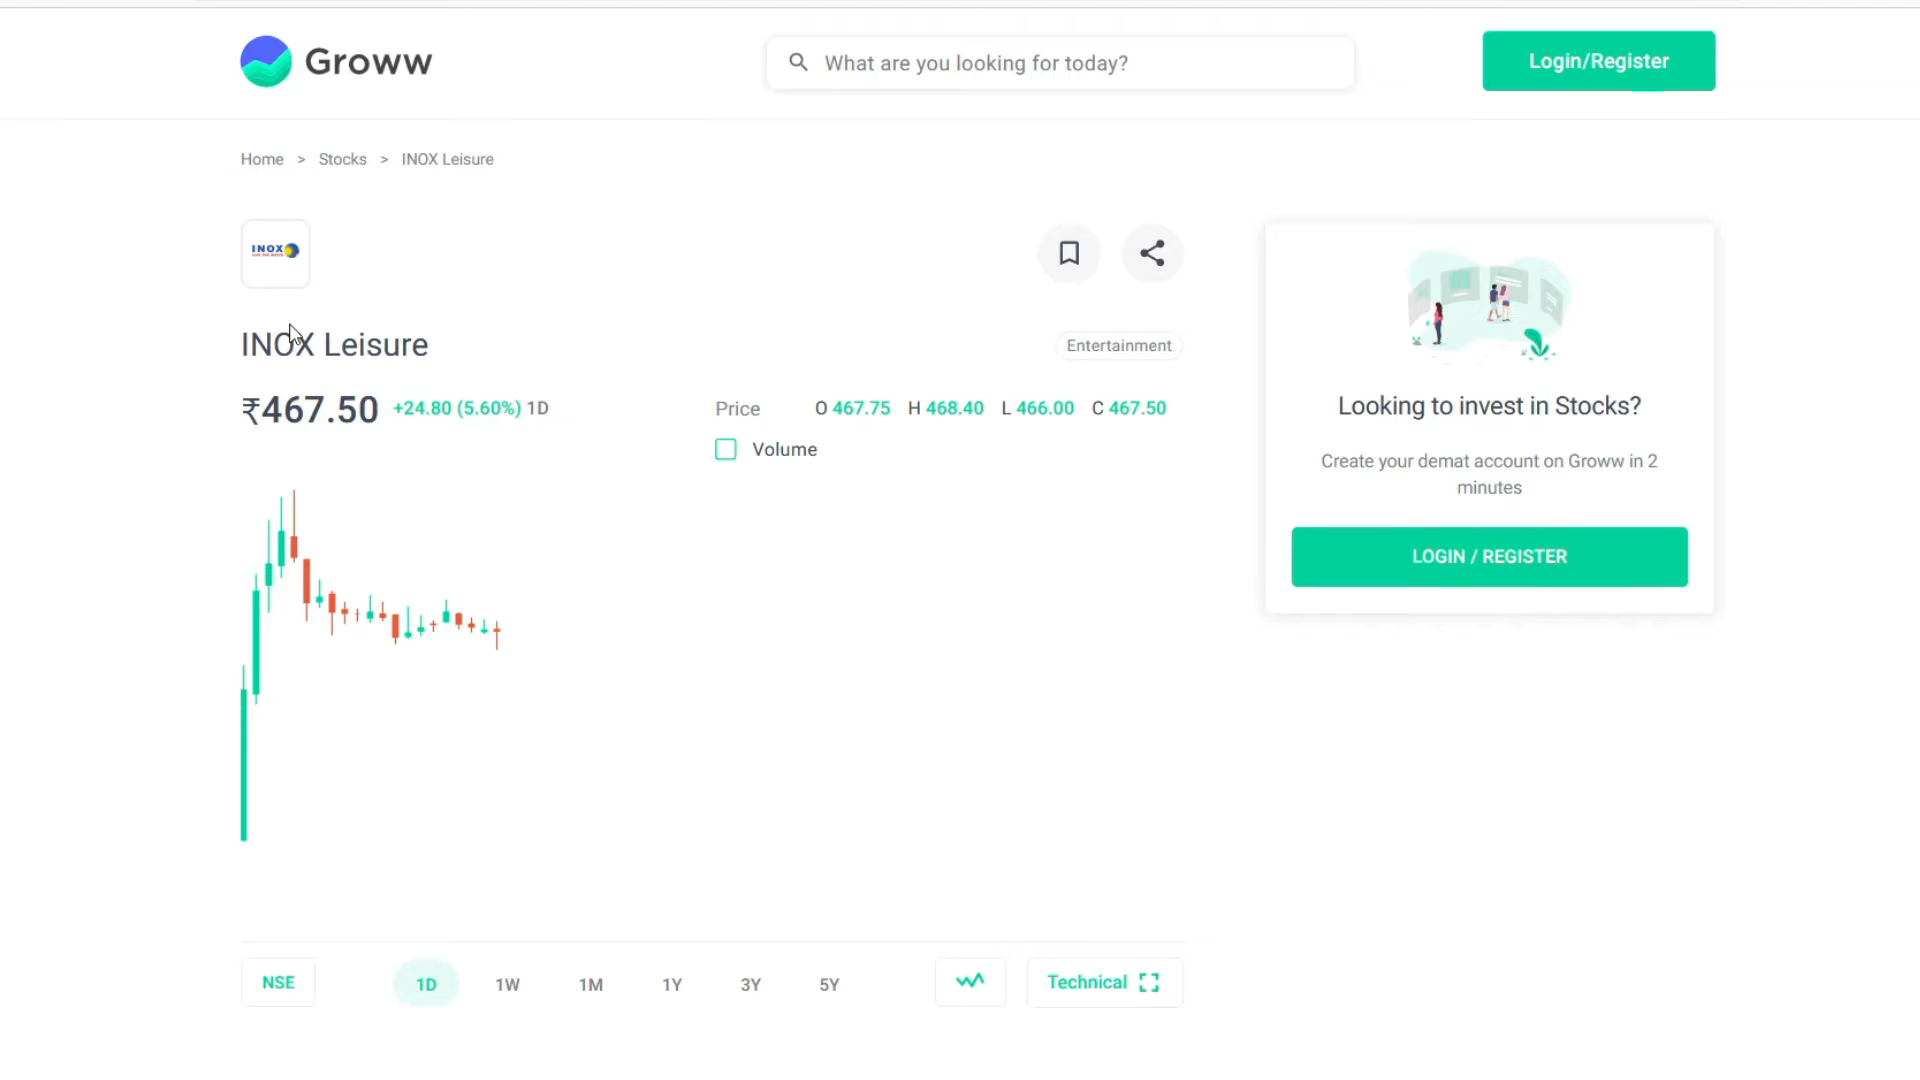 Groww
What are you looking for today?
Login/Register
Home > Stocks > INOX Leisure
INOX
INOX Leisure
Entertainment
₹467.50 +24.80 (5.60%) 1D
Price O 467.75 H 468.40 L 466.00 C 467.50
Volume
Looking to invest in Stocks?
Create your demat account on Groww in 2
minutes
LOGIN / REGISTER
NSE 1D 1W 1M 1Y 3Y 5Y Technical